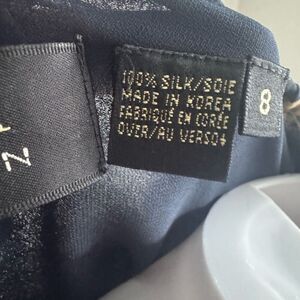 100% SILK/SOIE
MADE IN KOREA
FABRIQUÉ EN CORÉE
OVER/AU VERSO
8